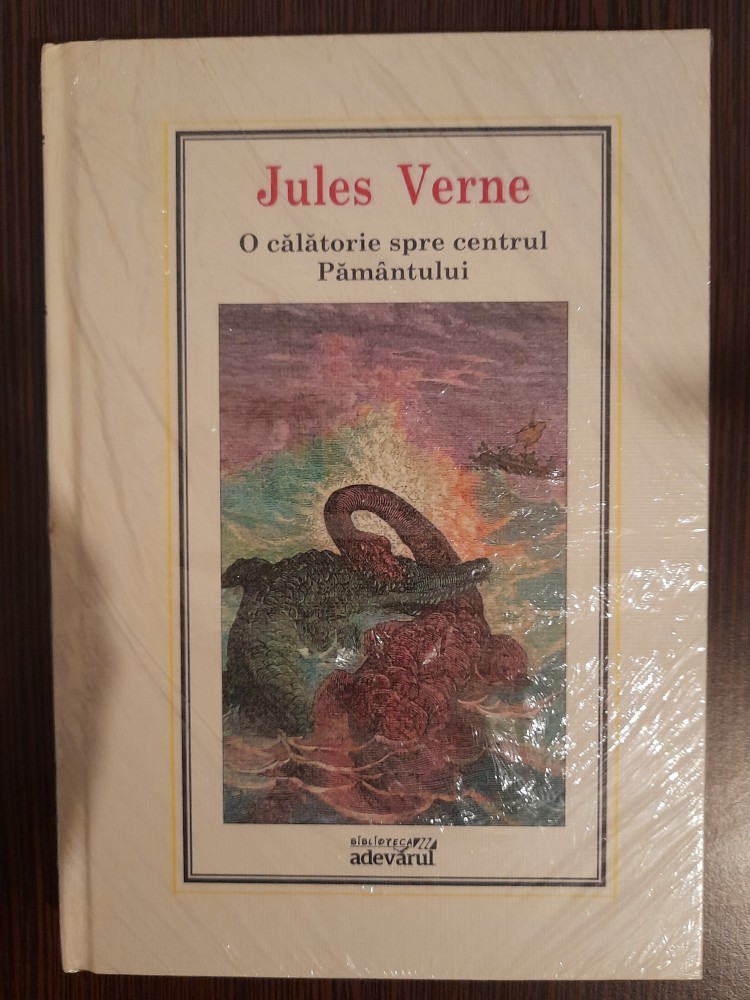 Jules Verne
O călătorie spre centrul
Pământului
BIBLIOTECA
adevărul